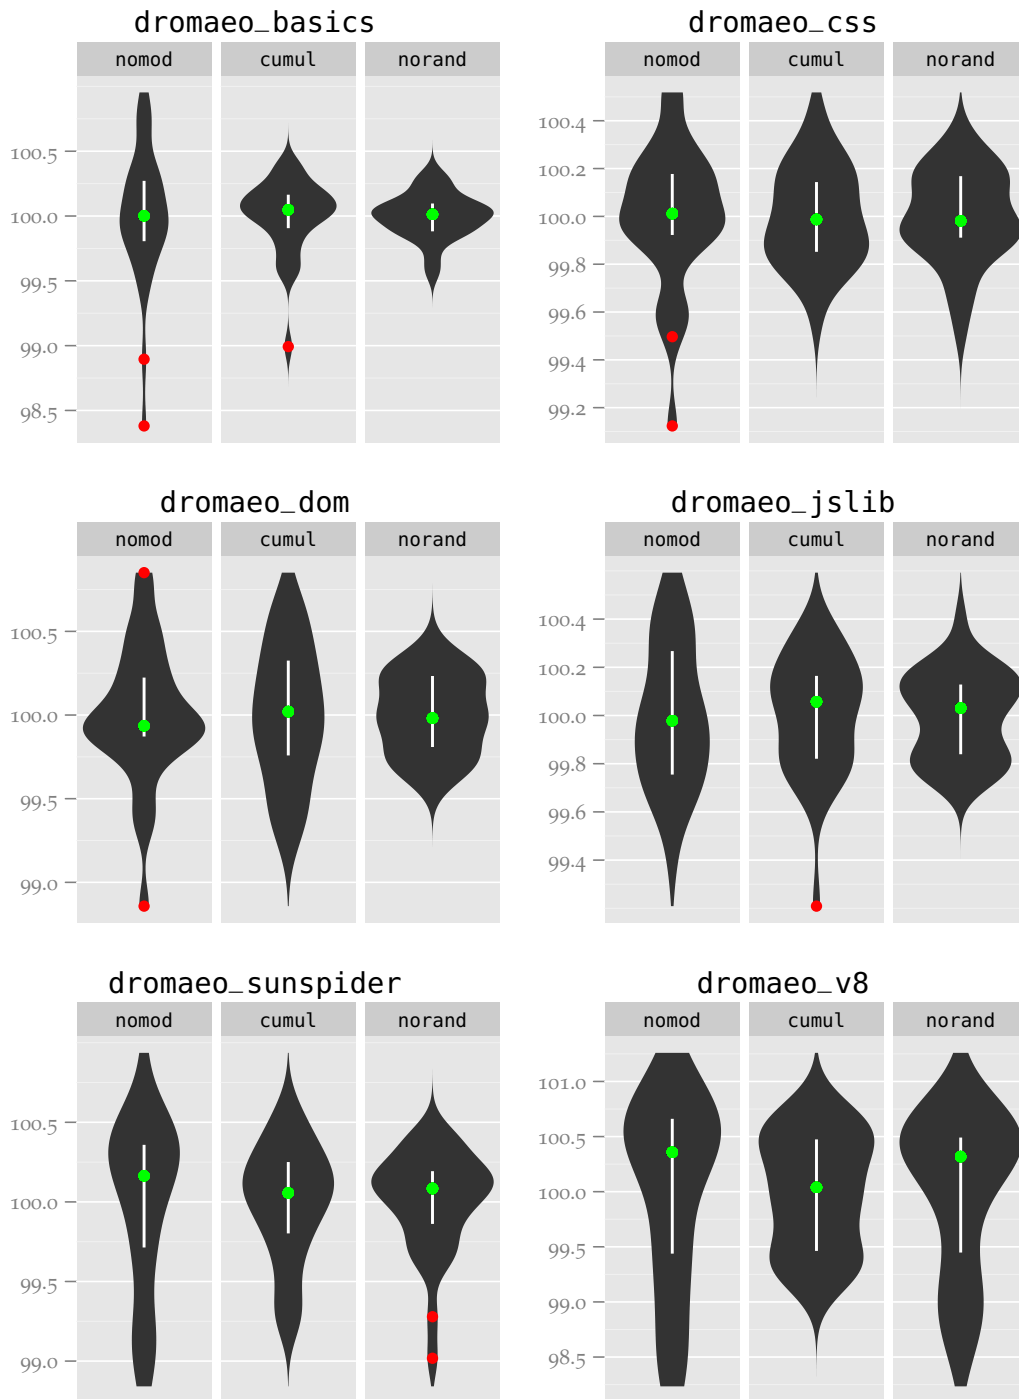 dromaeo_basics
nomod cumul norand
100.5
100.0
99.5
99.0
98.5
dromaeo_css
nomod cumul norand
100.4
100.2
100.0
99.8
99.6
99.4
99.2
dromaeo_dom
nomod cumul norand
100.5
100.0
99.5
99.0
dromaeo_jslib
nomod cumul norand
100.4
100.2
100.0
99.8
99.6
99.4
dromaeo_sunspider
nomod cumul norand
100.5
100.0
99.5
99.0
dromaeo_v8
nomod cumul norand
101.0
100.5
100.0
99.5
99.0
98.5